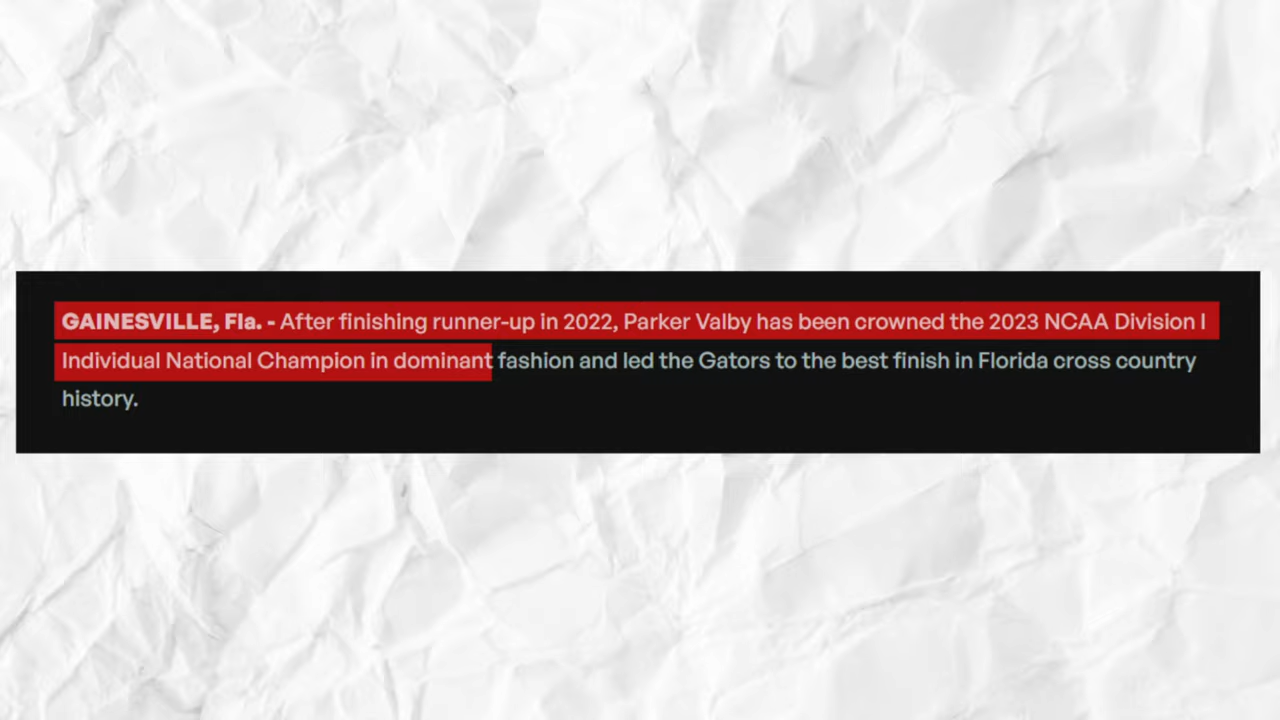 GAINESVILLE, Fla. - After finishing runner-up in 2022, Parker Valby has been crowned the 2023 NCAA Division I
Individual National Champion in dominant fashion and led the Gators to the best finish in Florida cross country
history.